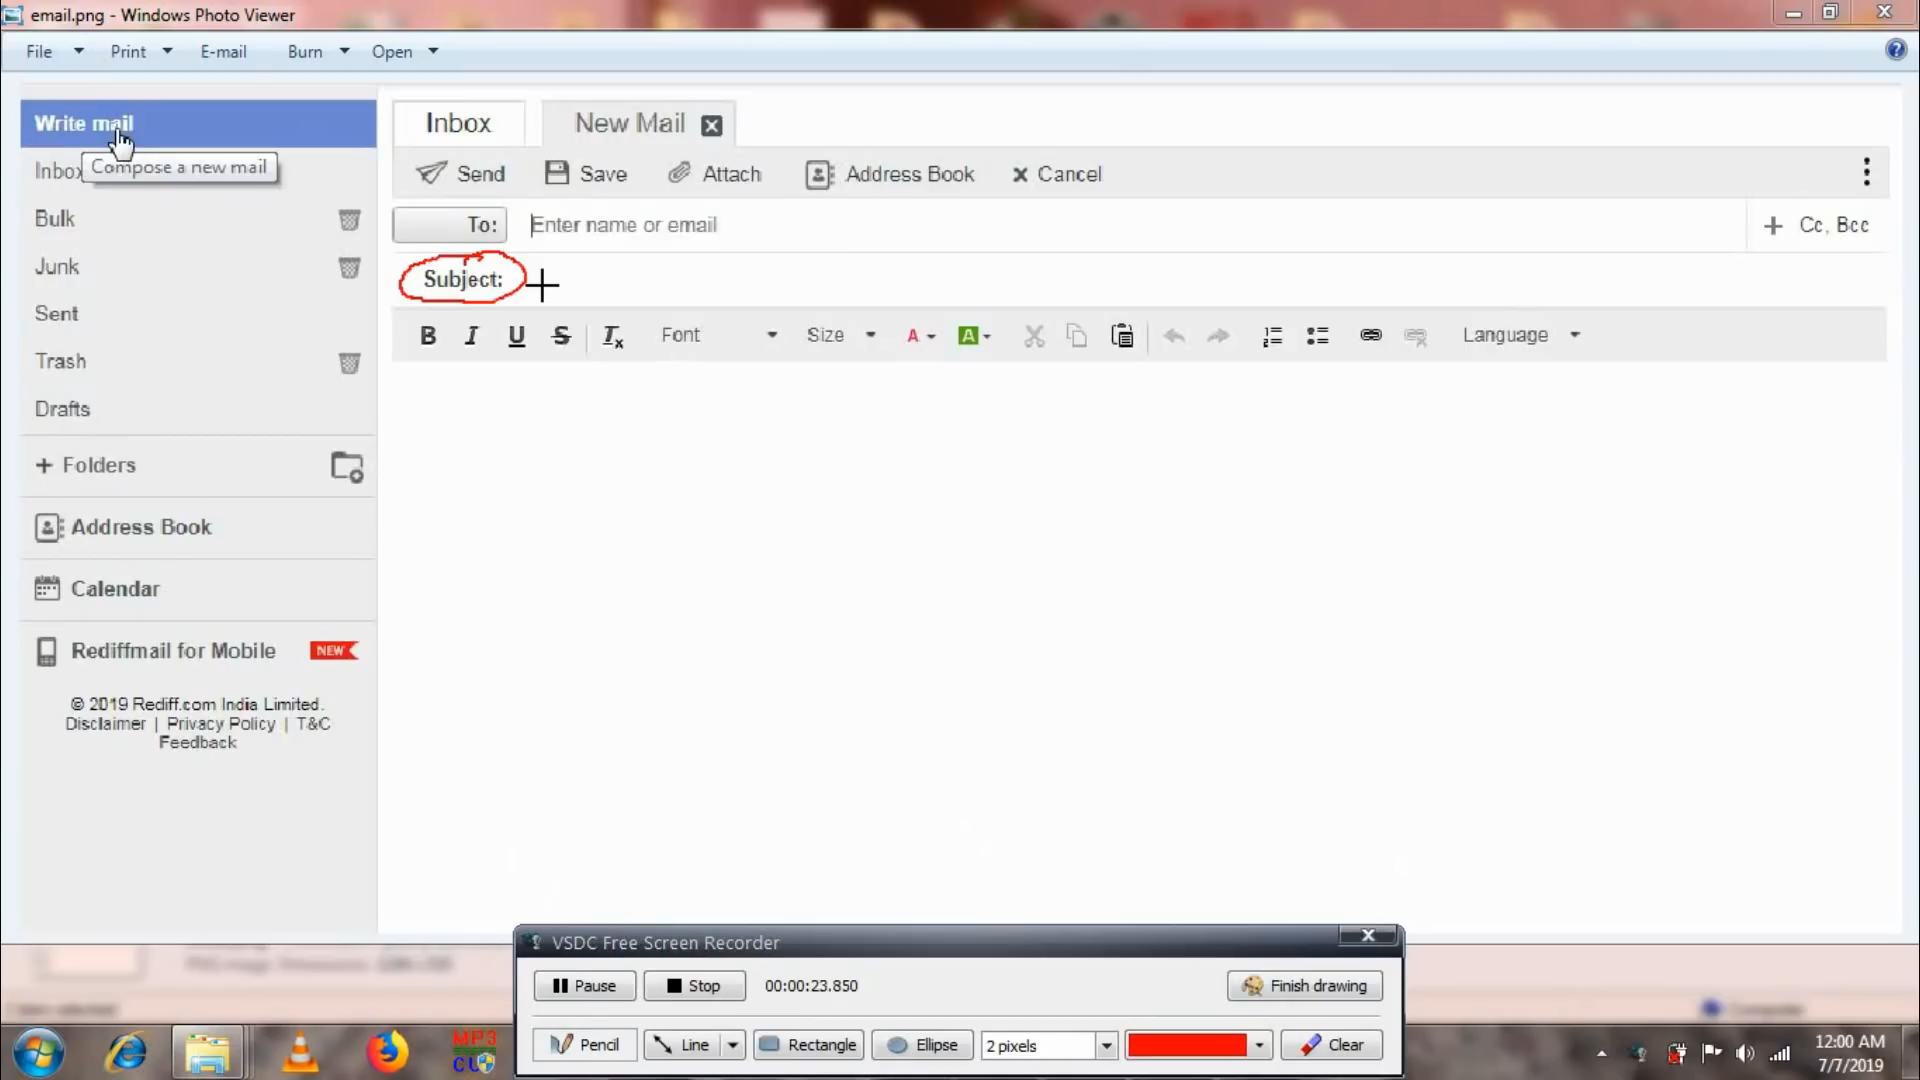 email.png - Windows Photo Viewer
File Print E-mail Burn Open
Write mail
Compose a new mail
Inbox
Bulk
Junk
Sent
Trash
Drafts
+ Folders
Address Book
Calendar
Rediffmail for Mobile NEW
© 2019 Rediff.com India Limited.
Disclaimer | Privacy Policy | T&C
Feedback
Inbox New Mail
Send Save Attach Address Book Cancel
To: Enter name or email + Cc, Bcc
Subject:
B I U S Tx Font Size A A Language
VSDC Free Screen Recorder
Pause Stop 00:00:23.850 Finish drawing
Pencil Line Rectangle Ellipse 2 pixels Clear
MP3
CU
12:00 AM
7/7/2019